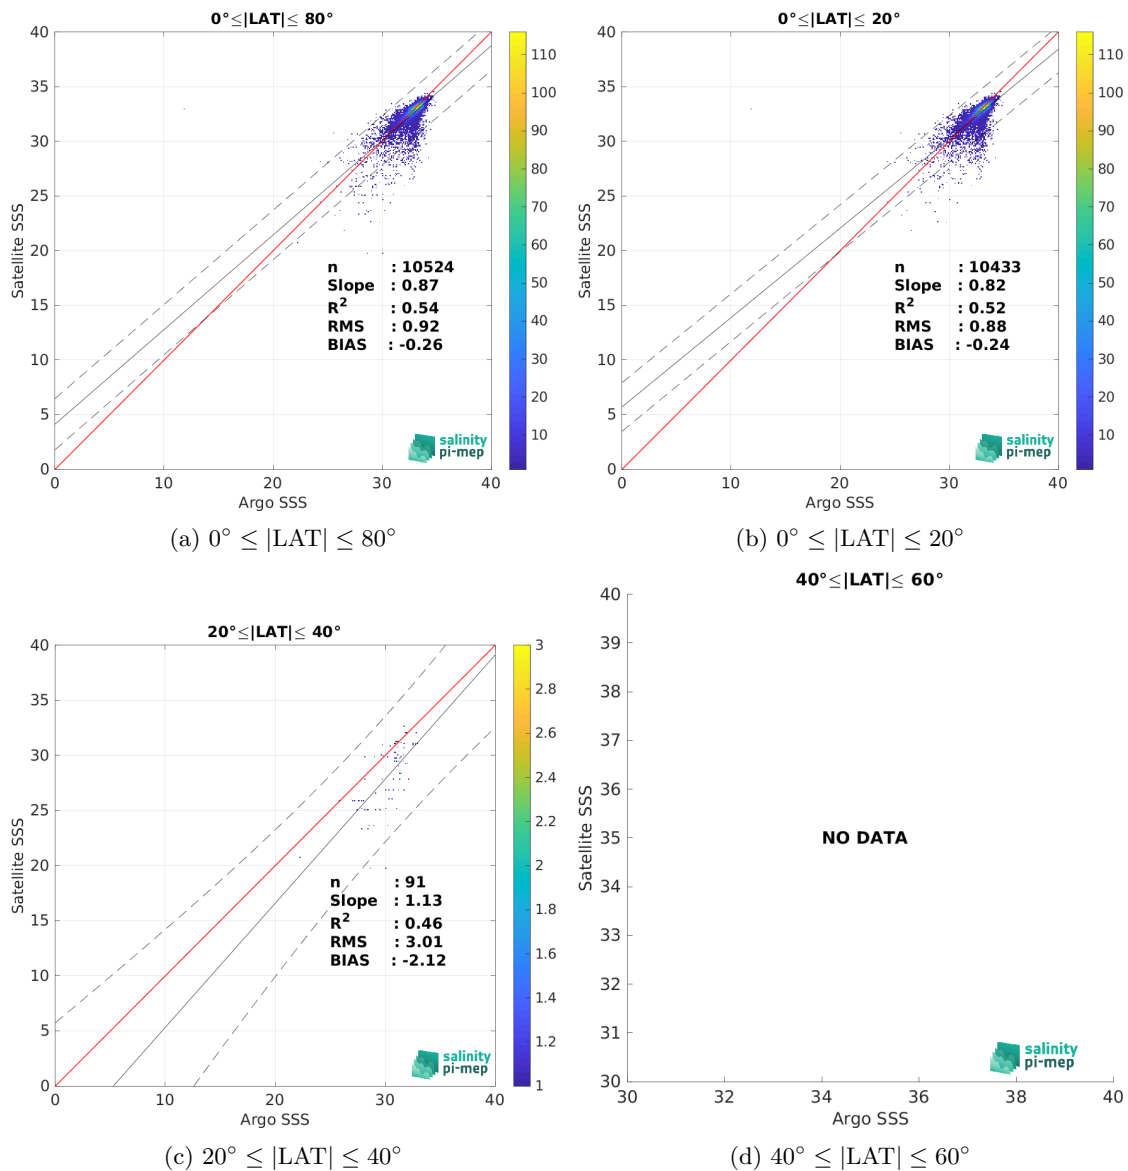 0°≤|LAT|≤ 80°
40
35
30
25
20
15
10
5
0
Satellite SSS
n : 10524
Slope : 0.87
R² : 0.54
RMS : 0.92
BIAS : -0.26
salinity
pi-mep
0 10 20 30 40
Argo SSS
110
100
90
80
70
60
50
40
30
20
10
(a) 0° ≤ |LAT| ≤ 80°
0°≤|LAT|≤ 20°
40
35
30
25
20
15
10
5
0
Satellite SSS
n : 10433
Slope : 0.82
R² : 0.52
RMS : 0.88
BIAS : -0.24
salinity
pi-mep
0 10 20 30 40
Argo SSS
110
100
90
80
70
60
50
40
30
20
10
(b) 0° ≤ |LAT| ≤ 20°
20°≤|LAT|≤ 40°
40
35
30
25
20
15
10
5
0
Satellite SSS
n : 91
Slope : 1.13
R² : 0.46
RMS : 3.01
BIAS : -2.12
salinity
pi-mep
0 10 20 30 40
Argo SSS
3
2.8
2.6
2.4
2.2
2
1.8
1.6
1.4
1.2
1
(c) 20° ≤ |LAT| ≤ 40°
40°≤|LAT|≤ 60°
40
39
38
37
36
35
34
33
32
31
30
Satellite SSS
NO DATA
salinity
pi-mep
30 32 34 36 38 40
Argo SSS
(d) 40° ≤ |LAT| ≤ 60°